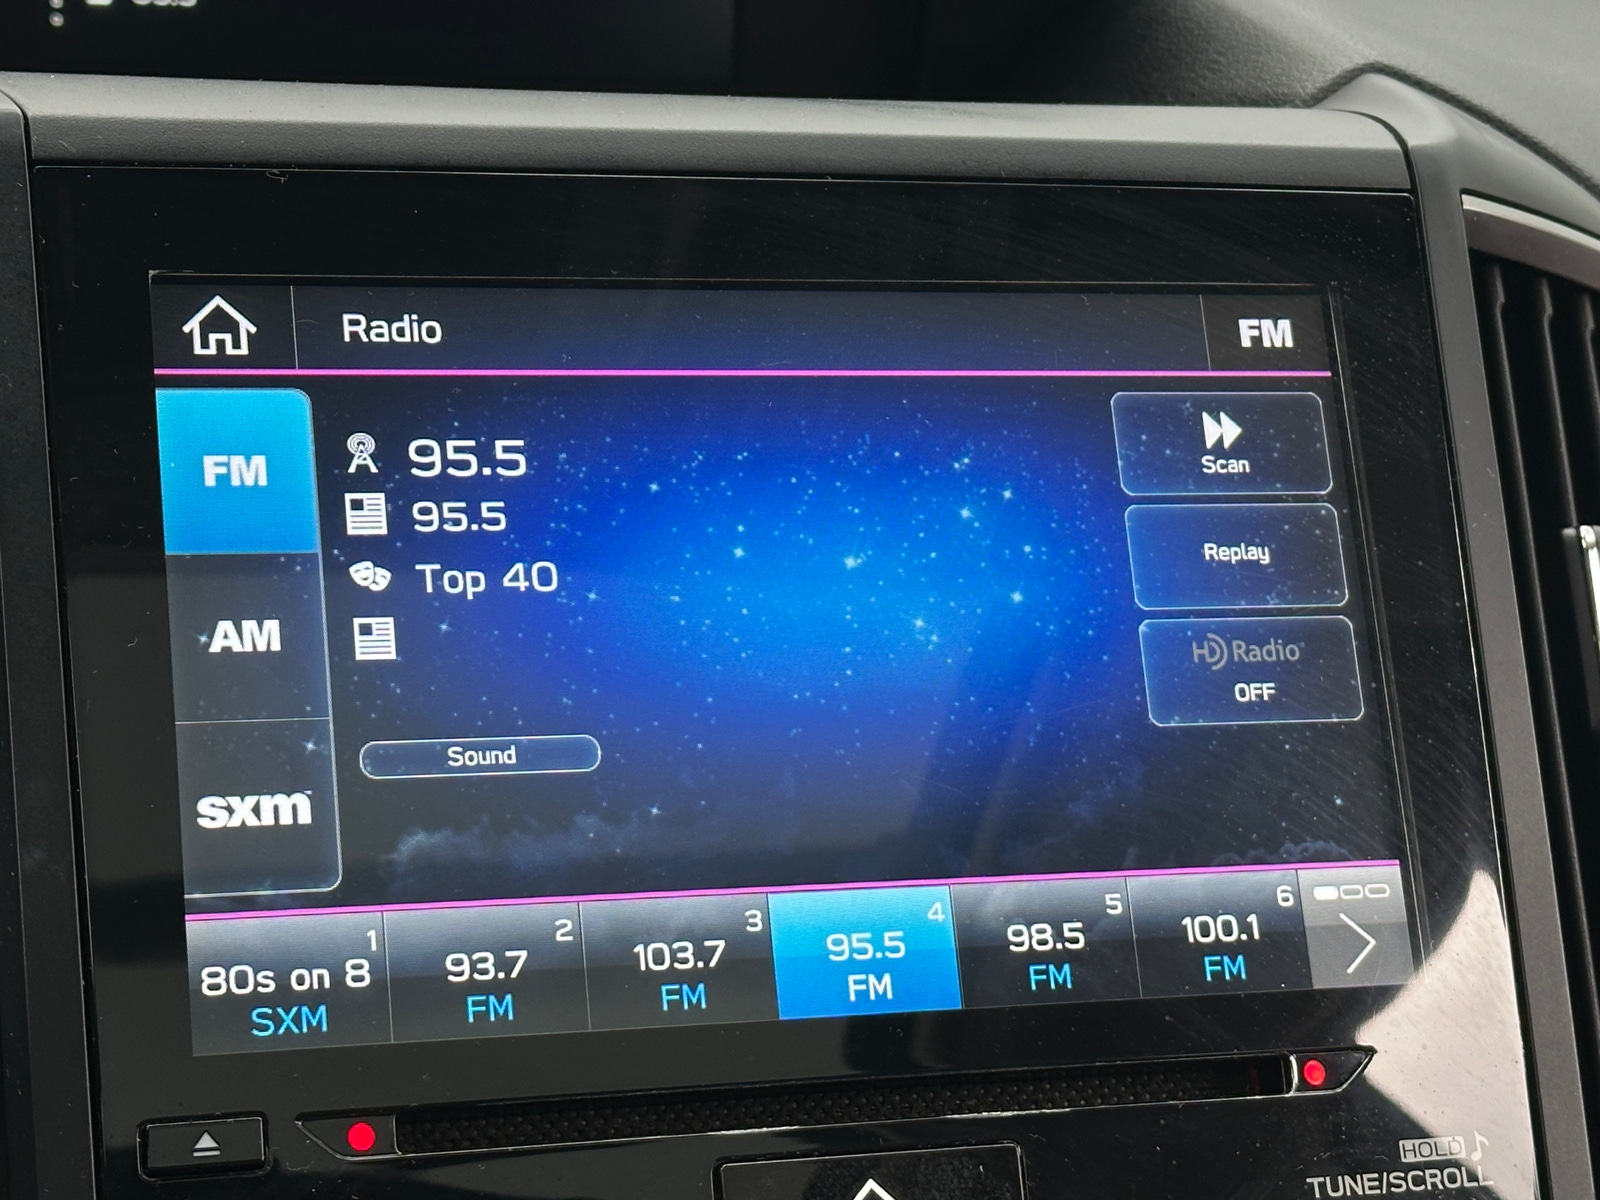 Radio
FM
FM
AM
sxm
95.5
95.5
Top 40
Sound
Scan
Replay
HD Radio
OFF
1
80s on 8
SXM
2
93.7
FM
3
103.7
FM
4
95.5
FM
5
98.5
FM
6
100.1
FM
HOLD
TUNE/SCROLL